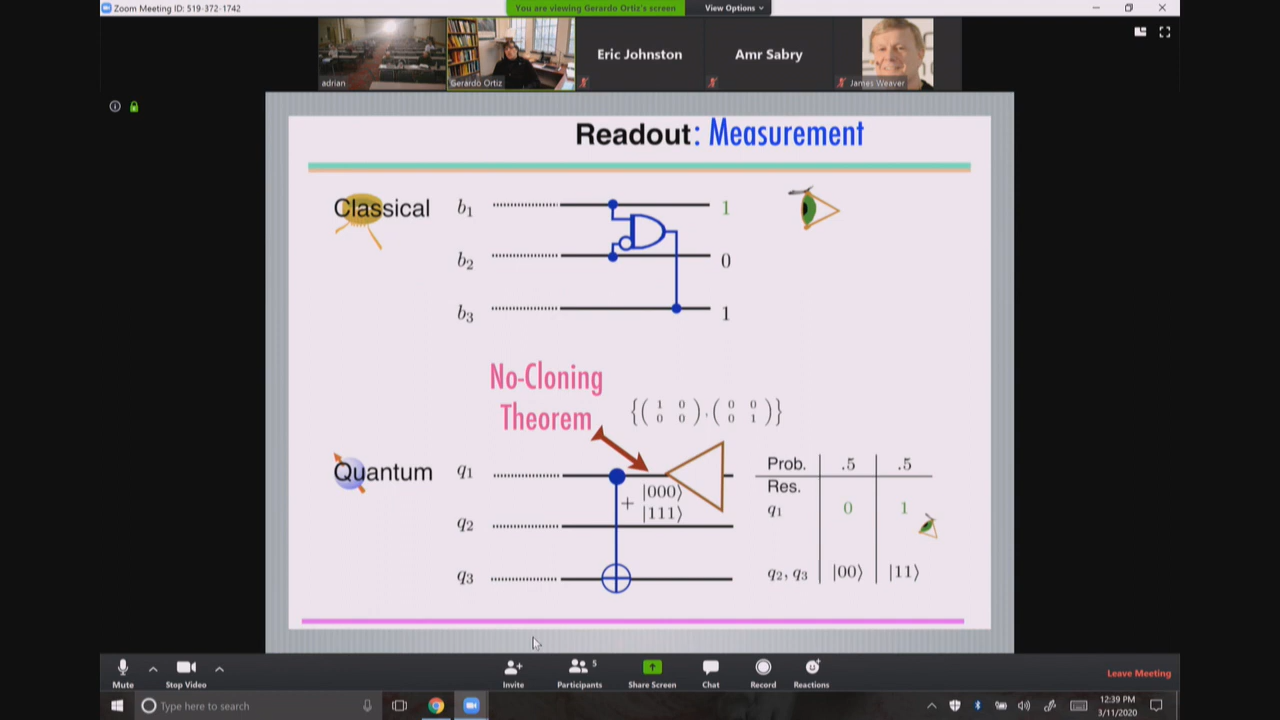 Zoom Meeting ID: 519-372-1742
You are viewing Gerardo Ortiz's screen
View Options
adrian
Gerardo Ortiz
Eric Johnston
Amr Sabry
James Weaver
Readout: Measurement
Classical
b₁
1
b₂
0
b₃
1
No-Cloning
Theorem
{( 1 0
0 0 ) . ( 0 0
0 1 )}
Quantum
q₁
+ |000⟩
|111⟩
q₂
q₃
Prob. .5 .5
Res.
q₁ 0 1
q₂, q₃ |00⟩ |11⟩
Mute
Stop Video
Invite
5
Participants
Share Screen
Chat
Record
Reactions
Leave Meeting
Type here to search
12:39 PM
3/11/2020